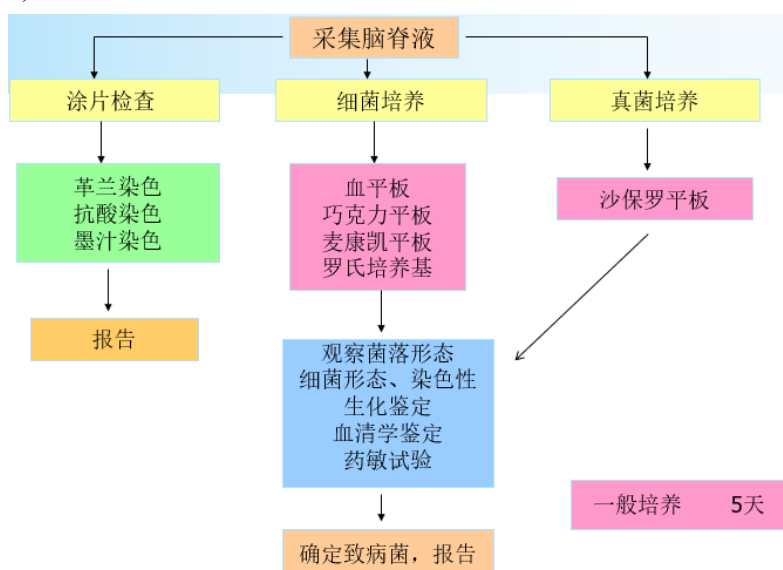 采集脑脊液
涂片检查
细菌培养
真菌培养
革兰染色
抗酸染色
墨汁染色
血平板
巧克力平板
麦康凯平板
罗氏培养基
沙保罗平板
报告
观察菌落形态
细菌形态、染色性
生化鉴定
血清学鉴定
药敏试验
一般培养 5天
确定致病菌，报告